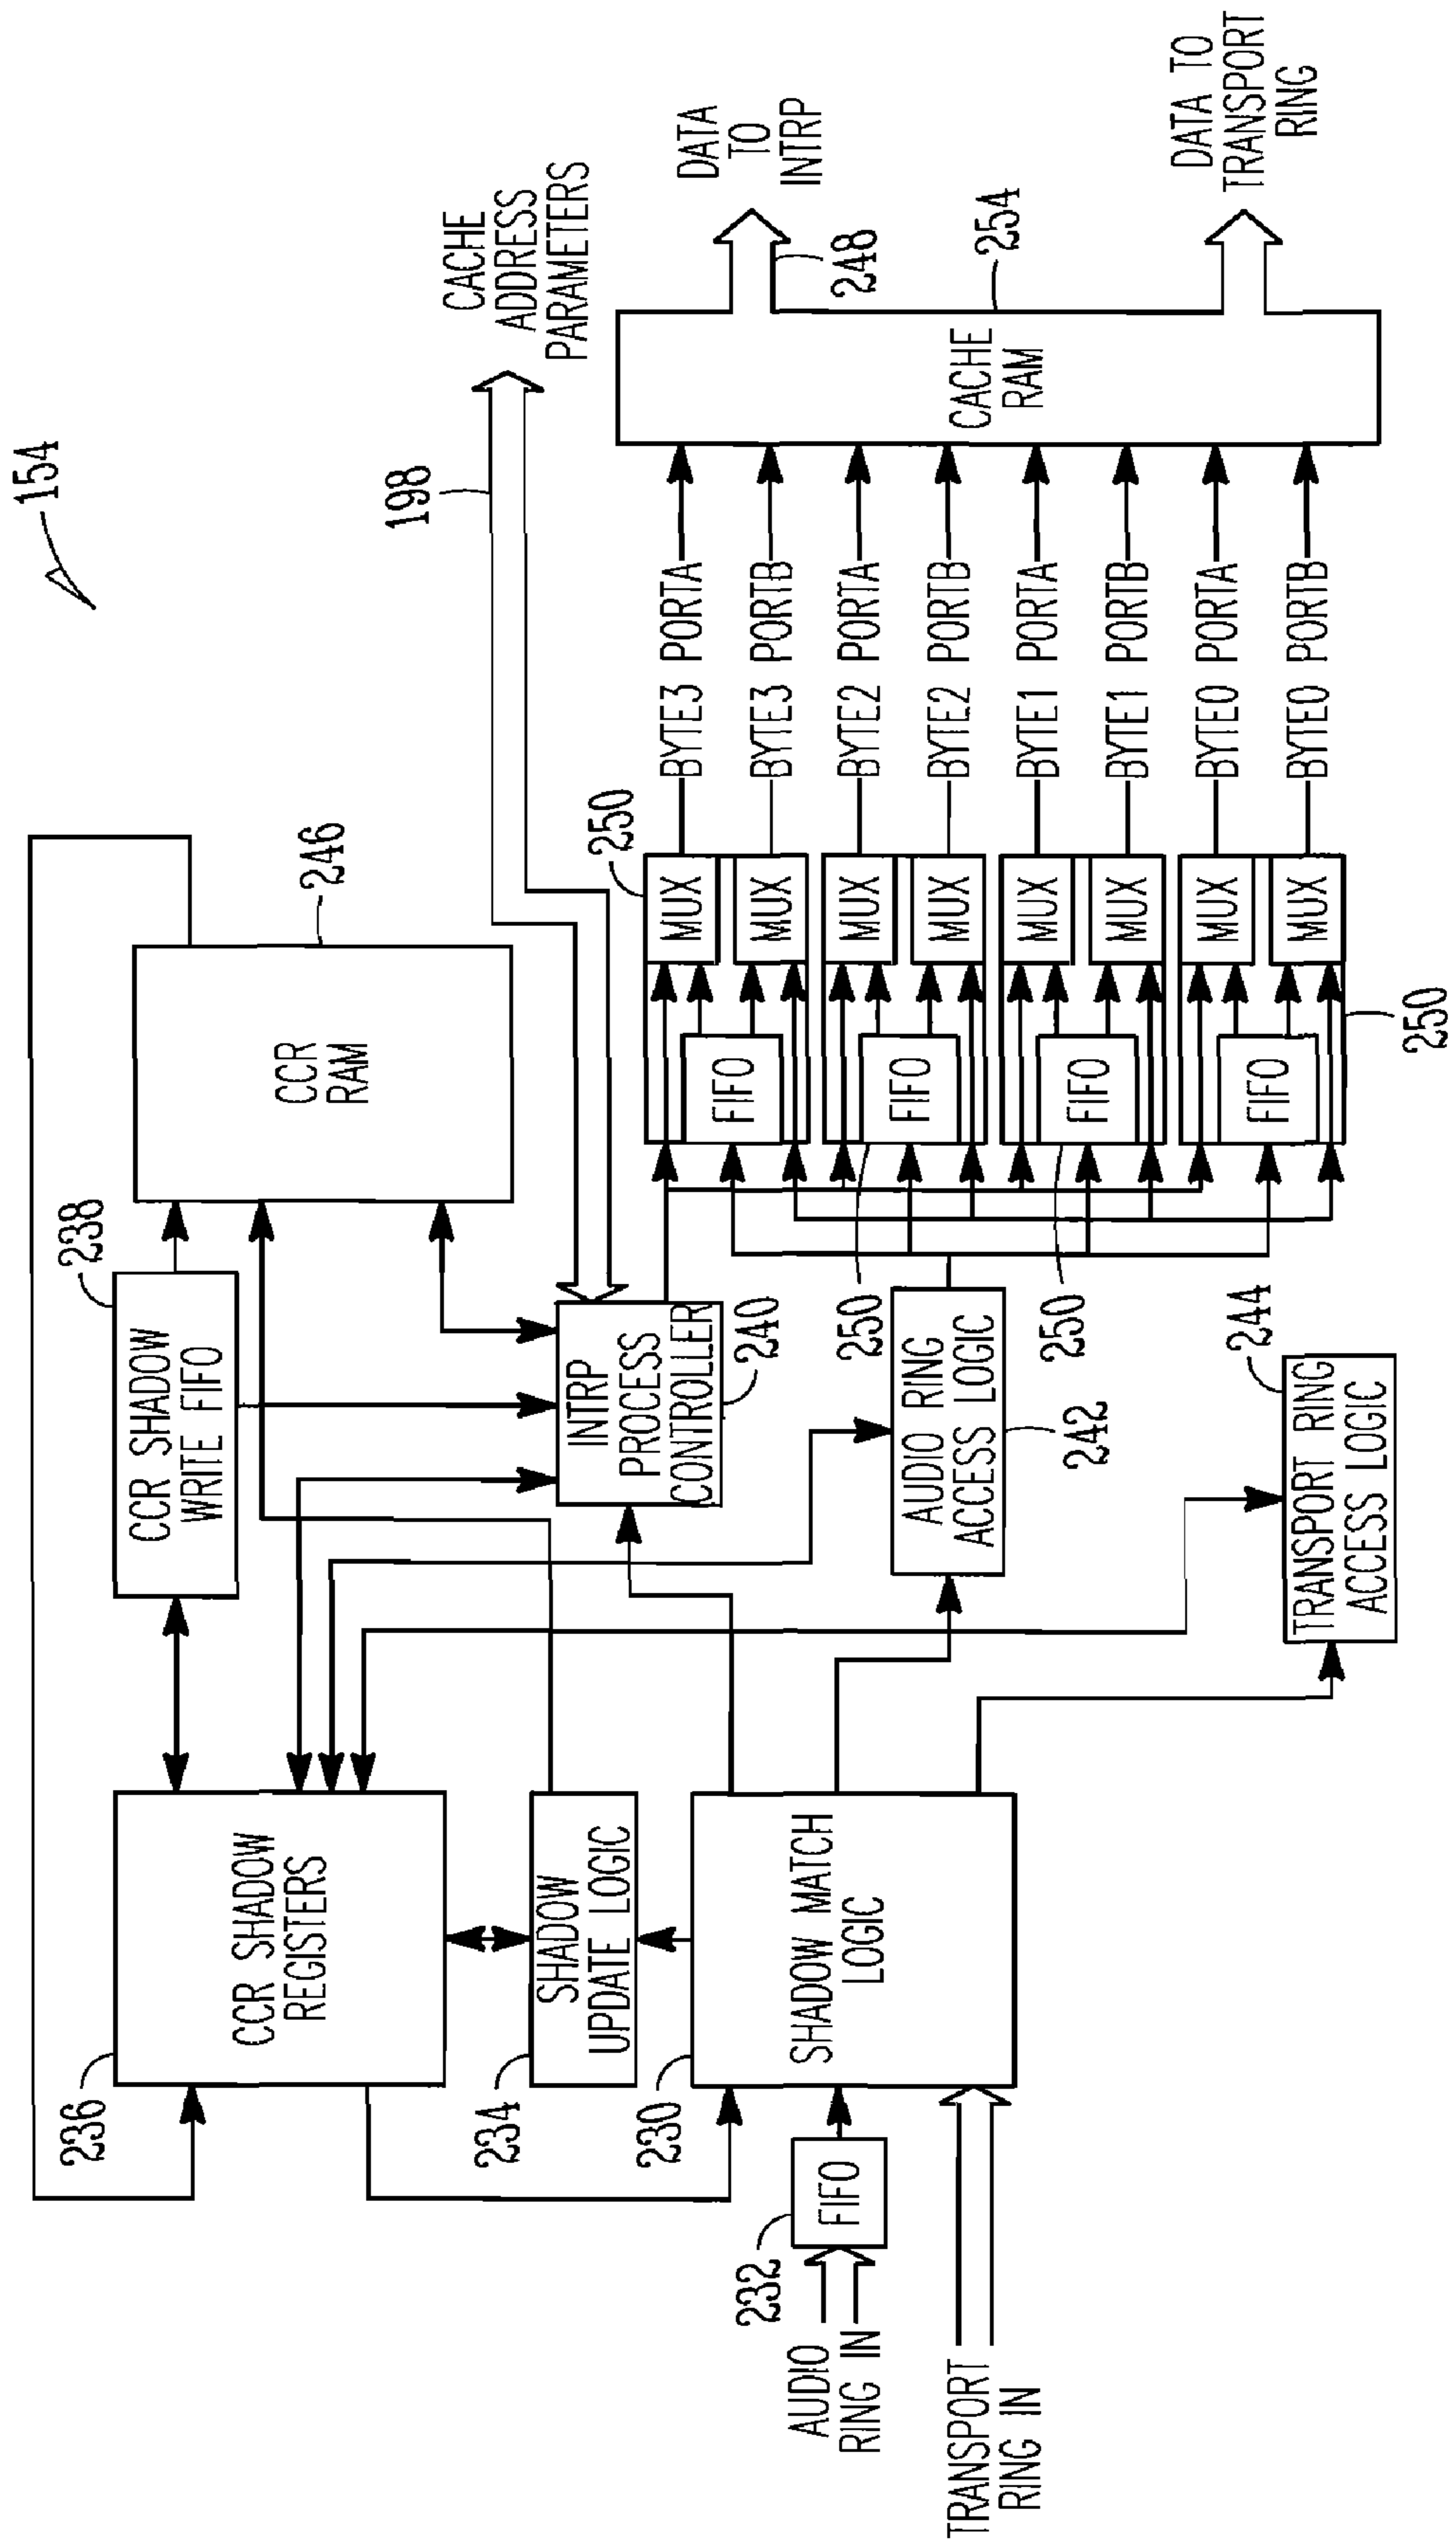 154
CCR SHADOW
REGISTERS
236
CCR SHADOW
WRITE FIFO
238
CCR
RAM
246
198
CACHE
ADDRESS
PARAMETERS
SHADOW
UPDATE LOGIC
234
INTRP
PROCESS
CONTROLLER
240
SHADOW MATCH
LOGIC
230
AUDIO
RING IN
232
FIFO
TRANSPORT
RING IN
AUDIO RING
ACCESS LOGIC
242
TRANSPORT RING
ACCESS LOGIC
244
250
FIFO
MUX
MUX
250
FIFO
MUX
MUX
250
FIFO
MUX
MUX
250
FIFO
MUX
MUX
BYTE3 PORTA
BYTE3 PORTB
BYTE2 PORTA
BYTE2 PORTB
BYTE1 PORTA
BYTE1 PORTB
BYTE0 PORTA
BYTE0 PORTB
CACHE
RAM
254
248
DATA
TO
INTRP
DATA TO
TRANSPORT
RING